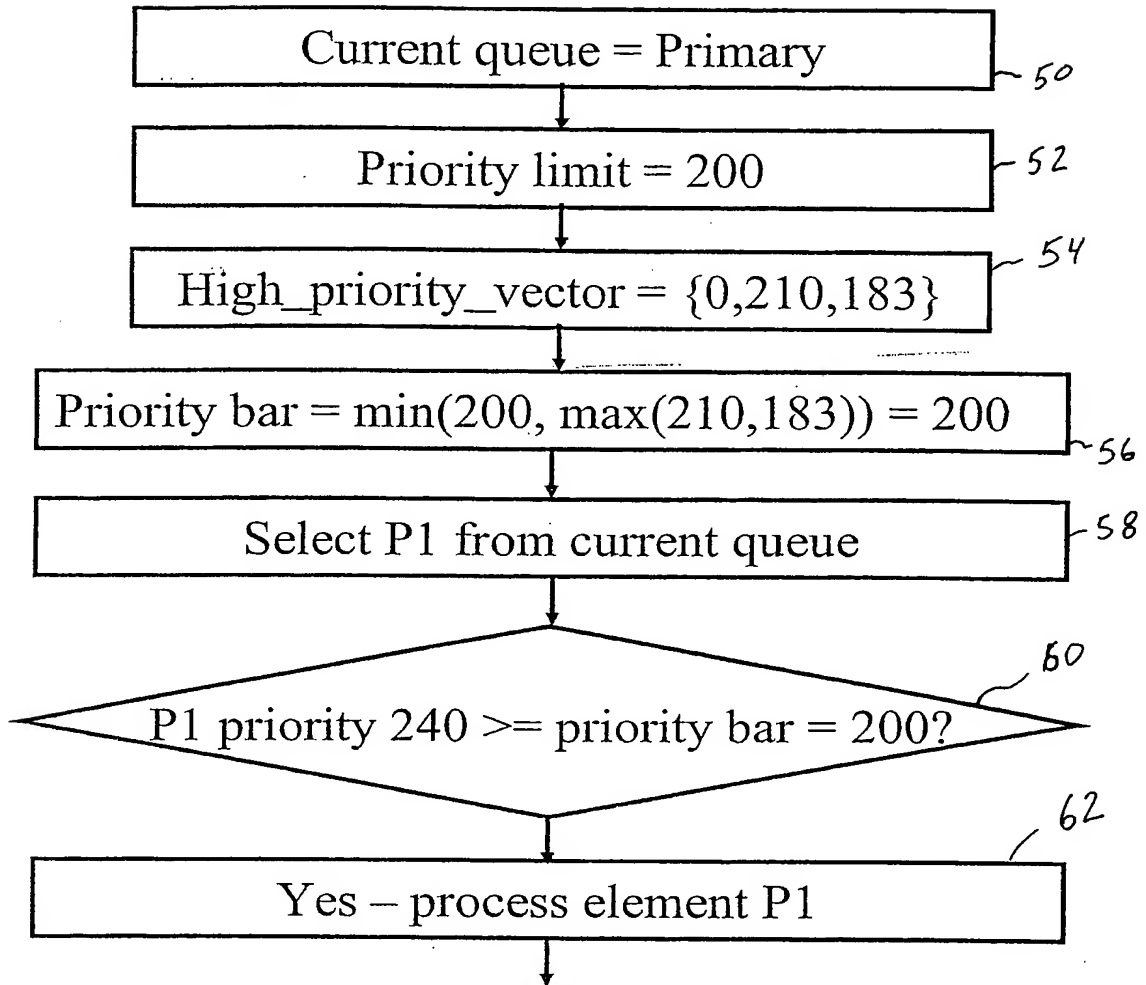 Current queue = Primary
50
Priority limit = 200
52
High_priority_vector = {0,210,183}
54
Priority bar = min(200, max(210,183)) = 200
56
Select P1 from current queue
58
P1 priority 240 >= priority bar = 200?
60
Yes – process element P1
62